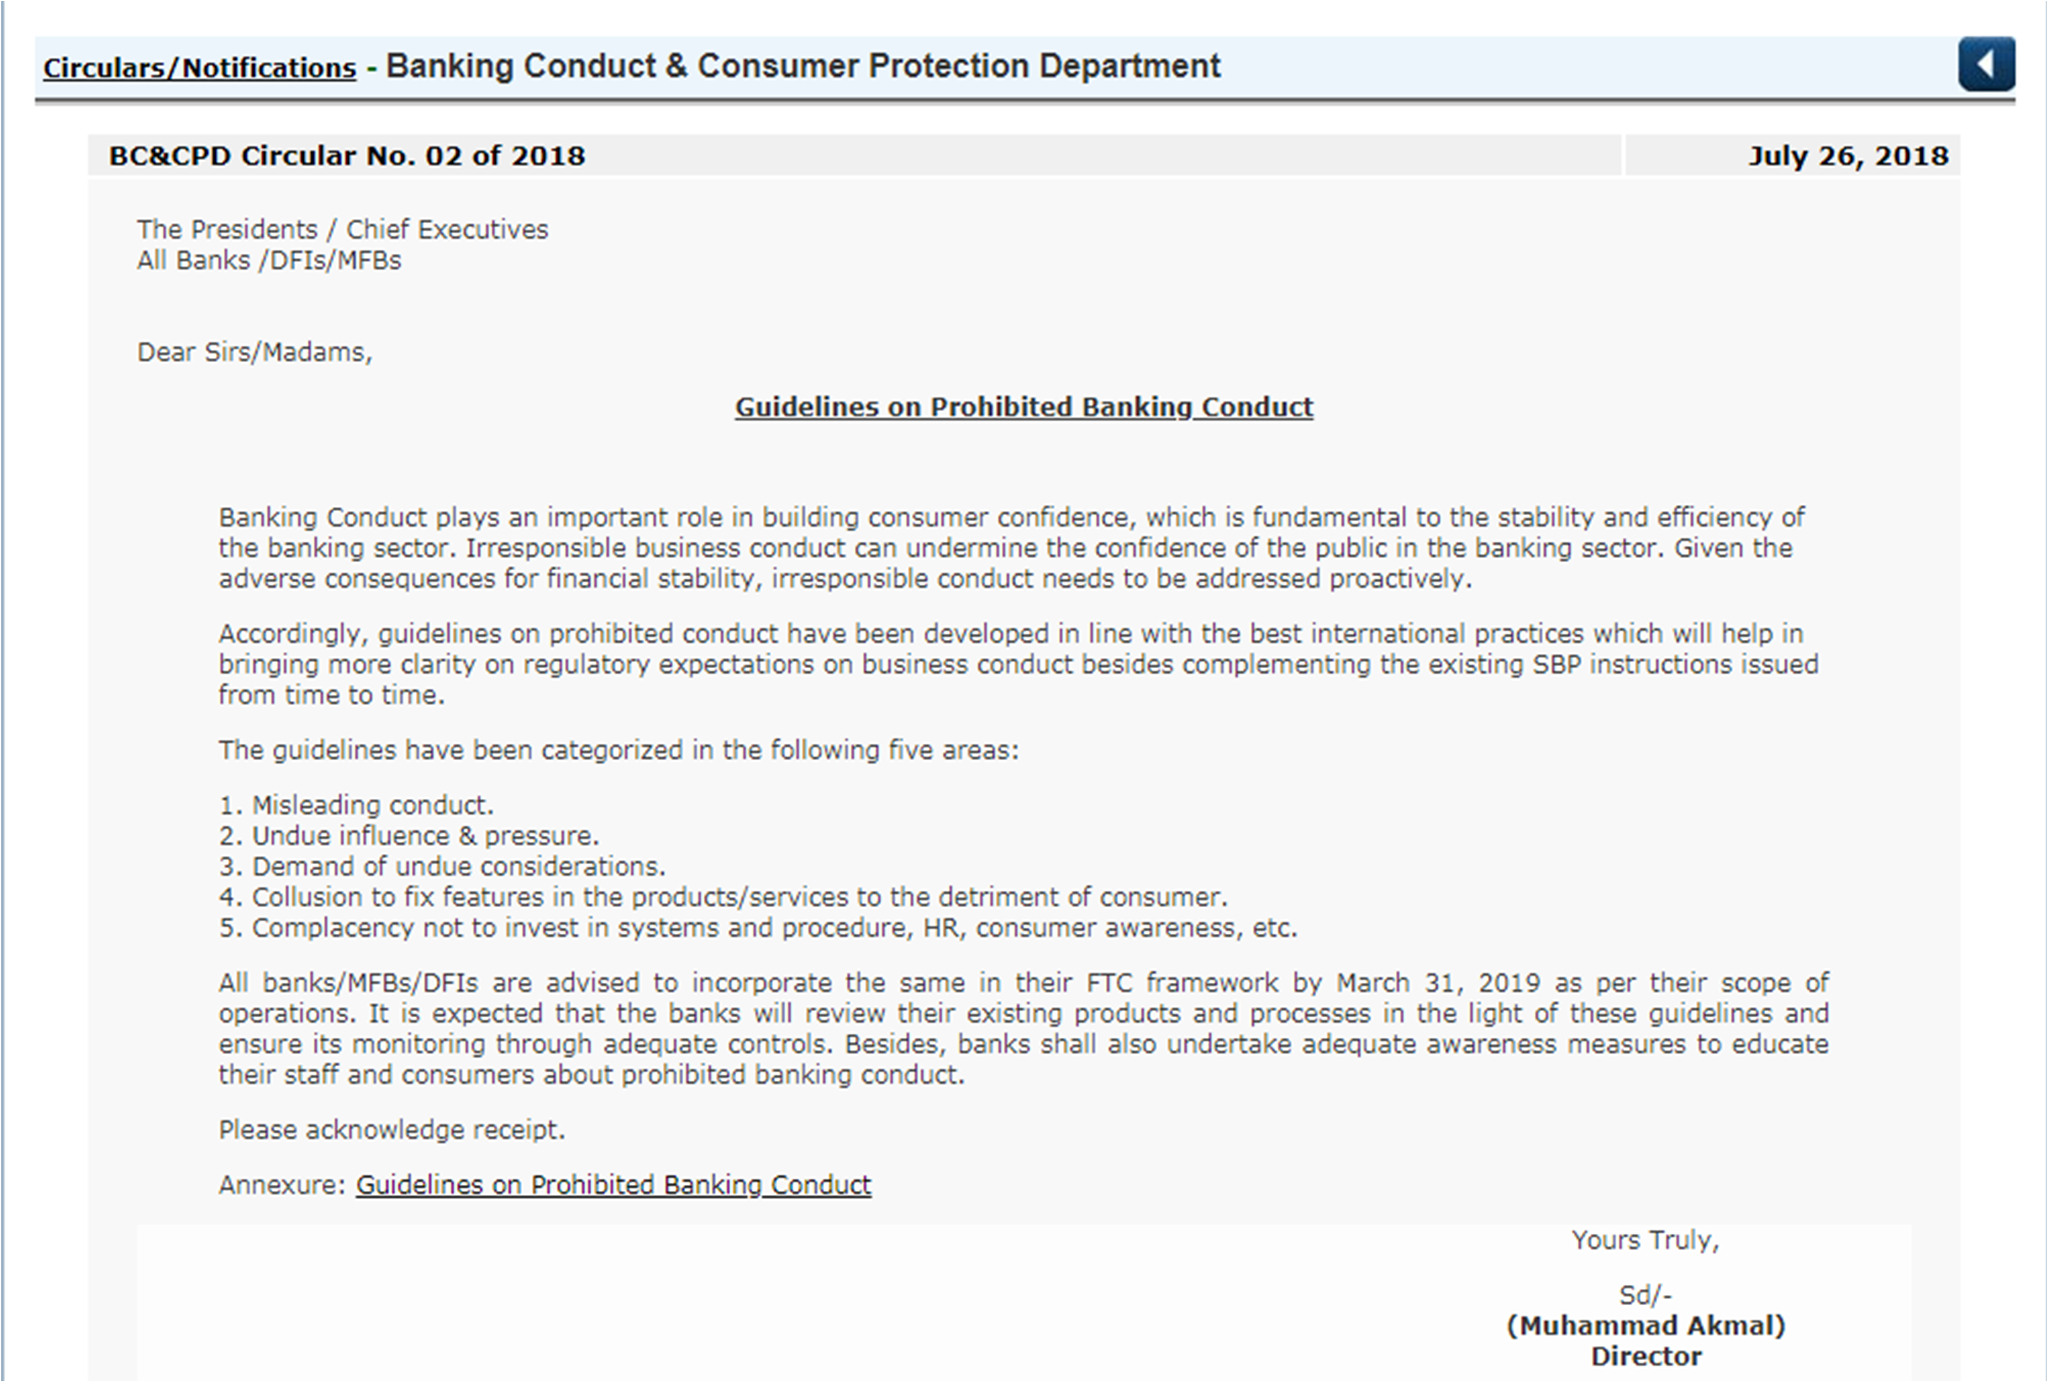 Circulars/Notifications - Banking Conduct & Consumer Protection Department
BC&CPD Circular No. 02 of 2018 July 26, 2018
The Presidents / Chief Executives
All Banks /DFIs/MFBs
Dear Sirs/Madams,
Guidelines on Prohibited Banking Conduct
Banking Conduct plays an important role in building consumer confidence, which is fundamental to the stability and efficiency of
the banking sector. Irresponsible business conduct can undermine the confidence of the public in the banking sector. Given the
adverse consequences for financial stability, irresponsible conduct needs to be addressed proactively.
Accordingly, guidelines on prohibited conduct have been developed in line with the best international practices which will help in
bringing more clarity on regulatory expectations on business conduct besides complementing the existing SBP instructions issued
from time to time.
The guidelines have been categorized in the following five areas:
1. Misleading conduct.
2. Undue influence & pressure.
3. Demand of undue considerations.
4. Collusion to fix features in the products/services to the detriment of consumer.
5. Complacency not to invest in systems and procedure, HR, consumer awareness, etc.
All banks/MFBs/DFIs are advised to incorporate the same in their FTC framework by March 31, 2019 as per their scope of
operations. It is expected that the banks will review their existing products and processes in the light of these guidelines and
ensure its monitoring through adequate controls. Besides, banks shall also undertake adequate awareness measures to educate
their staff and consumers about prohibited banking conduct.
Please acknowledge receipt.
Annexure: Guidelines on Prohibited Banking Conduct
Yours Truly,
Sd/-
(Muhammad Akmal)
Director